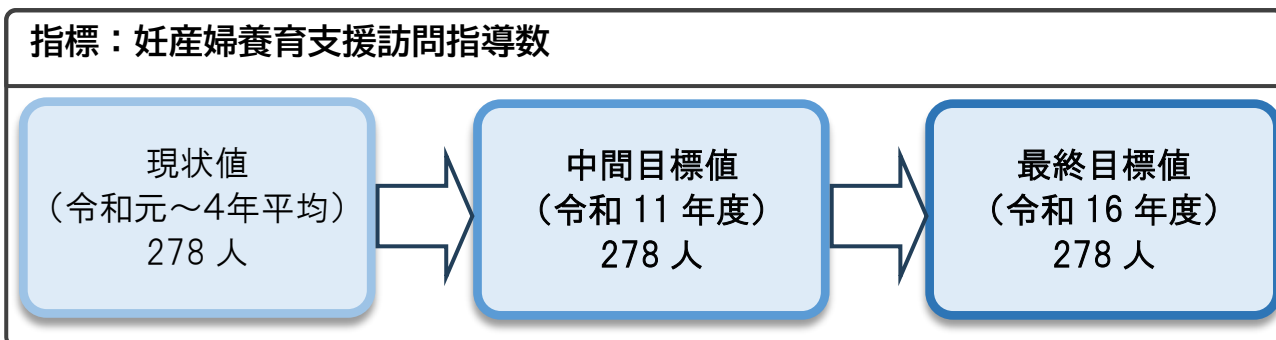 指標：妊産婦養育支援訪問指導数
現状値
（令和元～4年平均）
278 人
中間目標値
（令和 11 年度）
278 人
最終目標値
（令和 16 年度）
278 人